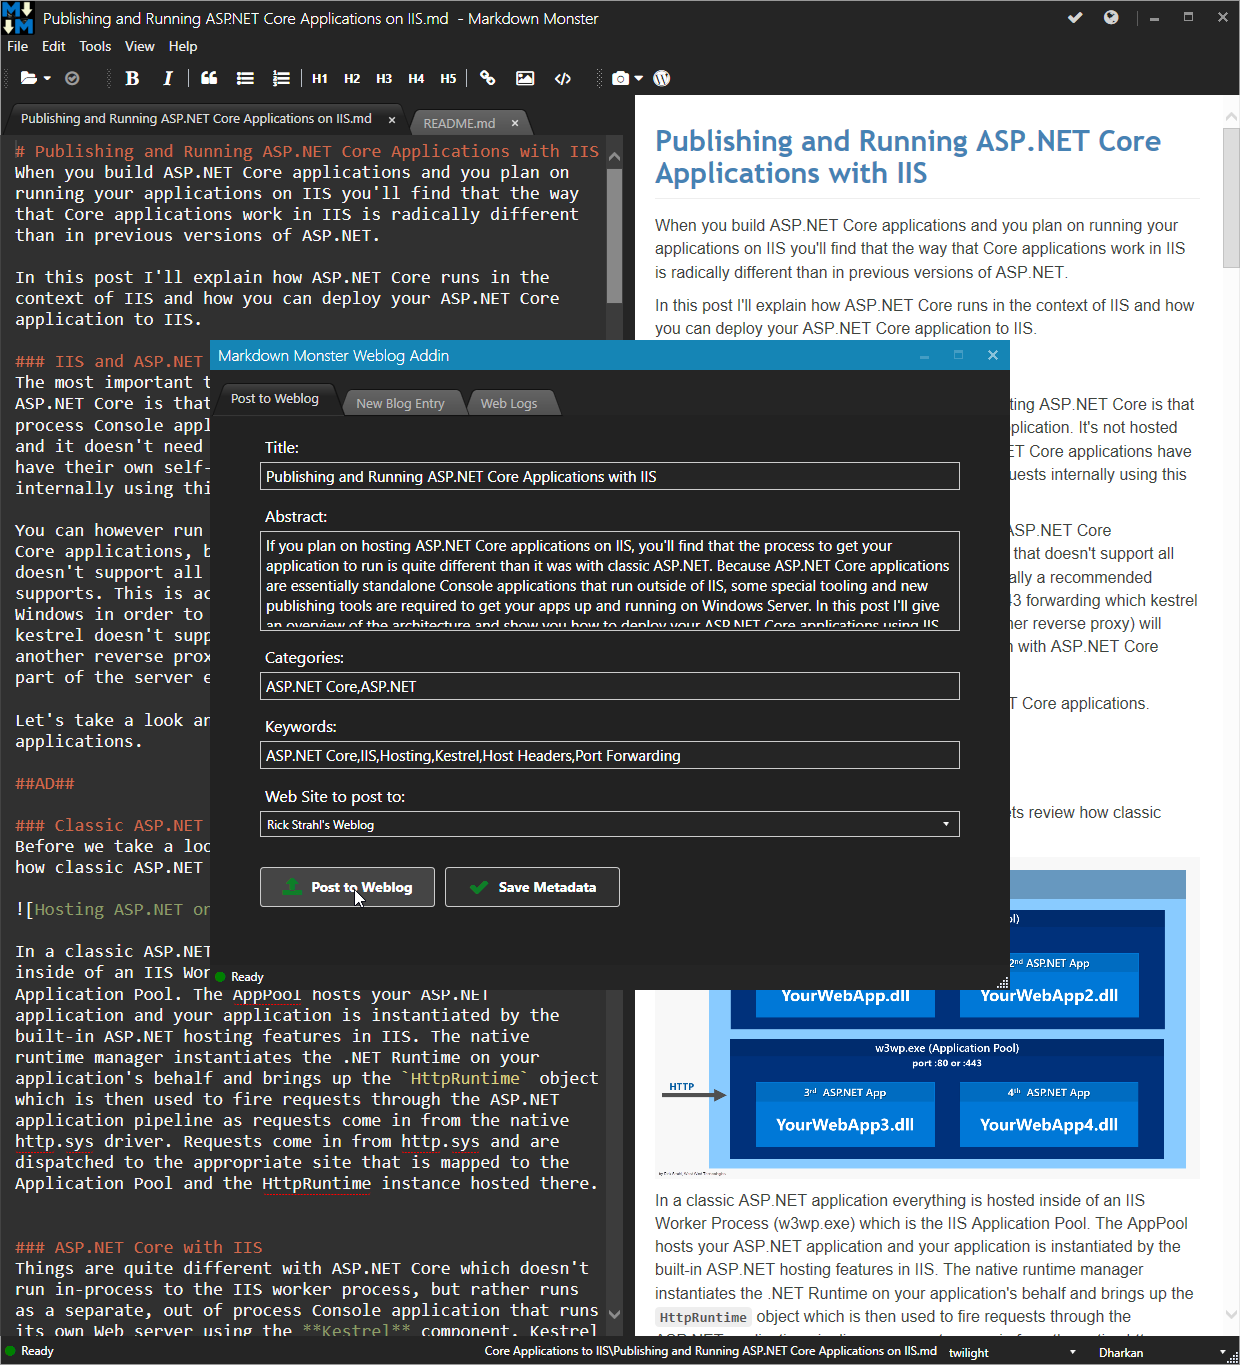 Publishing and Running ASP.NET Core Applications on IIS.md - Markdown Monster
File Edit Tools View Help
B I H1 H2 H3 H4 H5
Publishing and Running ASP.NET Core Applications on IIS.md × README.md ×
# Publishing and Running ASP.NET Core Applications with IIS
When you build ASP.NET Core applications and you plan on
running your applications on IIS you'll find that the way
that Core applications work in IIS is radically different
than in previous versions of ASP.NET.
In this post I'll explain how ASP.NET Core runs in the
context of IIS and how you can deploy your ASP.NET Core
application to IIS.
### IIS and ASP.NET
The most important
ASP.NET Core is that
process Console appl
and it doesn't need
have their own self-
internally using thi
You can however run
Core applications, b
doesn't support all
supports. This is ac
Windows in order to
kestrel doesn't supp
another reverse prox
part of the server e
Let's take a look an
applications.
##AD##
### Classic ASP.NET
Before we take a loo
how classic ASP.NET
![Hosting ASP.NET on
In a classic ASP.NET
inside of an IIS Wor
Application Pool. The AppPool hosts your ASP.NET
application and your application is instantiated by the
built-in ASP.NET hosting features in IIS. The native
runtime manager instantiates the .NET Runtime on your
application's behalf and brings up the `HttpRuntime` object
which is then used to fire requests through the ASP.NET
application pipeline as requests come in from the native
http.sys driver. Requests come in from http.sys and are
dispatched to the appropriate site that is mapped to the
Application Pool and the HttpRuntime instance hosted there.
### ASP.NET Core with IIS
Things are quite different with ASP.NET Core which doesn't
run in-process to the IIS worker process, but rather runs
as a separate, out of process Console application that runs
its own Web server using the **Kestrel** component. Kestrel
Publishing and Running ASP.NET Core
Applications with IIS
When you build ASP.NET Core applications and you plan on running your
applications on IIS you'll find that the way that Core applications work in IIS
is radically different than in previous versions of ASP.NET.
In this post I'll explain how ASP.NET Core runs in the context of IIS and how
you can deploy your ASP.NET Core application to IIS.
ting ASP.NET Core is that
plication. It's not hosted
ET Core applications have
uests internally using this
ASP.NET Core
that doesn't support all
ally a recommended
43 forwarding which kestrel
her reverse proxy) will
n with ASP.NET Core
T Core applications.
ets review how classic
Markdown Monster Weblog Addin
Post to Weblog New Blog Entry Web Logs
Title:
Publishing and Running ASP.NET Core Applications with IIS
Abstract:
If you plan on hosting ASP.NET Core applications on IIS, you'll find that the process to get your
application to run is quite different than it was with classic ASP.NET. Because ASP.NET Core applications
are essentially standalone Console applications that run outside of IIS, some special tooling and new
publishing tools are required to get your apps up and running on Windows Server. In this post I'll give
an overview of the architecture and show you how to deploy your ASP.NET Core applications using IIS
Categories:
ASP.NET Core,ASP.NET
Keywords:
ASP.NET Core,IIS,Hosting,Kestrel,Host Headers,Port Forwarding
Web Site to post to:
Rick Strahl's Weblog
Post to Weblog Save Metadata
Ready
ol)
2nd ASP.NET App
YourWebApp.dll YourWebApp2.dll
w3wp.exe (Application Pool)
port :80 or :443
HTTP
3rd ASP.NET App 4th ASP.NET App
YourWebApp3.dll YourWebApp4.dll
In a classic ASP.NET application everything is hosted inside of an IIS
Worker Process (w3wp.exe) which is the IIS Application Pool. The AppPool
hosts your ASP.NET application and your application is instantiated by the
built-in ASP.NET hosting features in IIS. The native runtime manager
instantiates the .NET Runtime on your application's behalf and brings up the
HttpRuntime object which is then used to fire requests through the
Ready Core Applications to IIS\Publishing and Running ASP.NET Core Applications on IIS.md twilight Dharkan